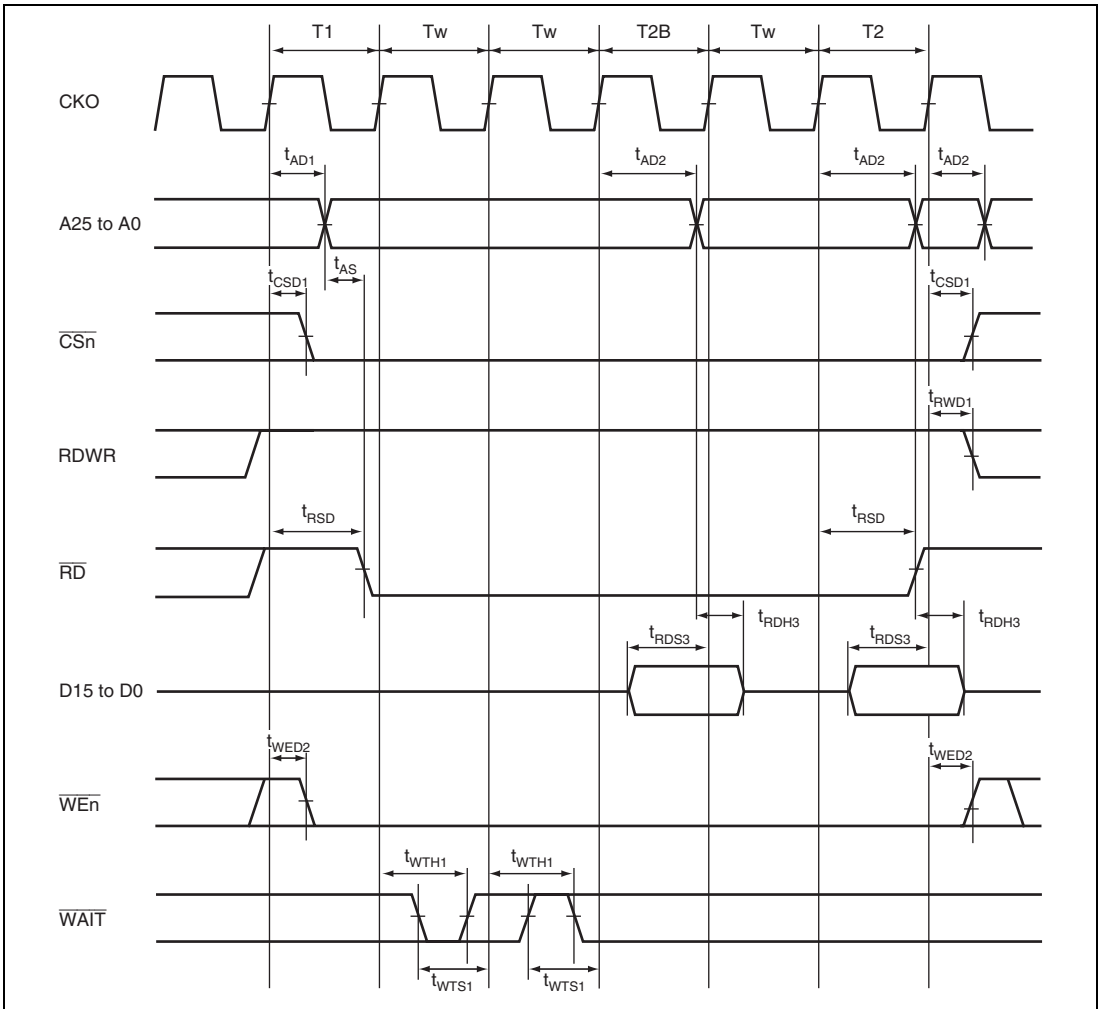 T1 Tw Tw T2B Tw T2
CKO
tAD1 tAD2 tAD2 tAD2
A25 to A0
tAS
tCSD1 tCSD1
CSn
tRWD1
RDWR
tRSD tRSD
RD
tRDH3 tRDH3
tRDS3 tRDS3
D15 to D0
tWED2 tWED2
WEn
tWTH1 tWTH1
WAIT
tWTS1 tWTS1